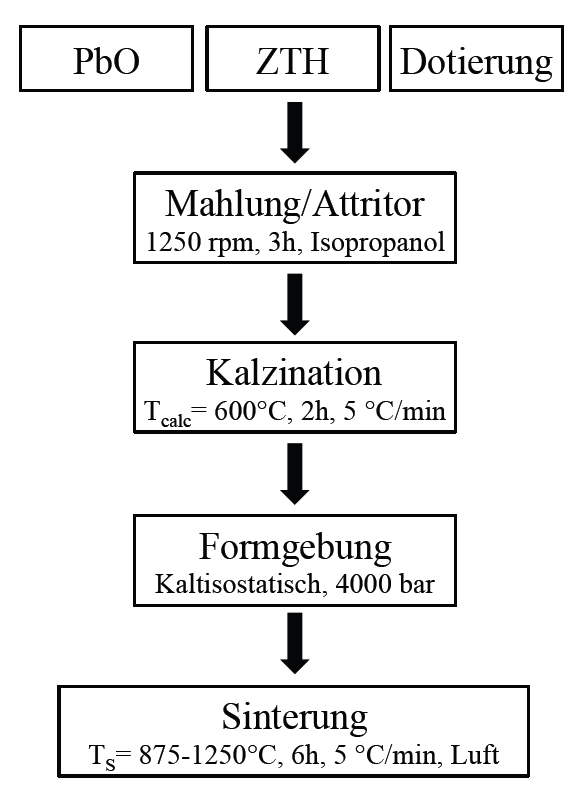 PbO ZTH Dotierung
Mahlung/Attritor
1250 rpm, 3h, Isopropanol
Kalzination
Tcalc= 600°C, 2h, 5 °C/min
Formgebung
Kaltisostatisch, 4000 bar
Sinterung
TS= 875-1250°C, 6h, 5 °C/min, Luft